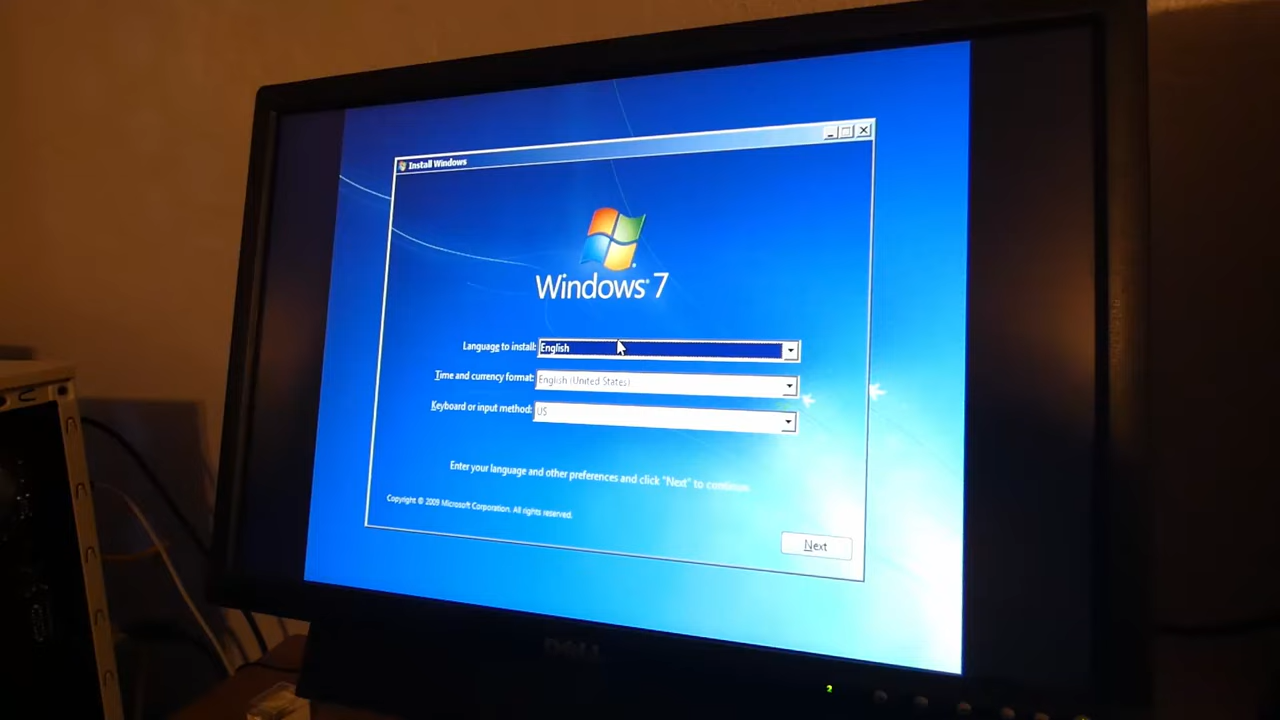 Install Windows
Windows 7
Language to install: English
Time and currency format: English (United States)
Keyboard or input method: US
Enter your language and other preferences and click "Next" to continue.
Copyright © 2009 Microsoft Corporation. All rights reserved.
Next
DELL